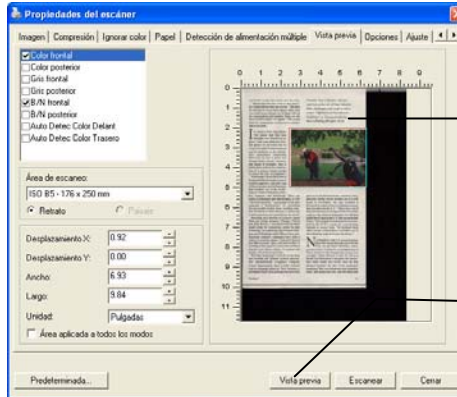 Propiedades del escáner
Imagen Compresión Ignorar color Papel Detección de alimentación múltiple Vista previa Opciones Ajuste
Color frontal
Color posterior
Gris frontal
Gris posterior
B/N frontal
B/N posterior
Auto Detec Color Delant
Auto Detec Color Trasero
0 1 2 3 4 5 6 7 8 9
0
1
2
3
4
5
6
7
8
9
10
11
Área de escaneo:
ISO B5 - 176 x 250 mm
Retrato Paisaje
Desplazamiento X: 0.92
Desplazamiento Y: 0.00
Ancho: 6.93
Largo: 9.84
Unidad: Pulgadas
Área aplicada a todos los modos
Predeterminada... Vista previa Escanear Cerrar